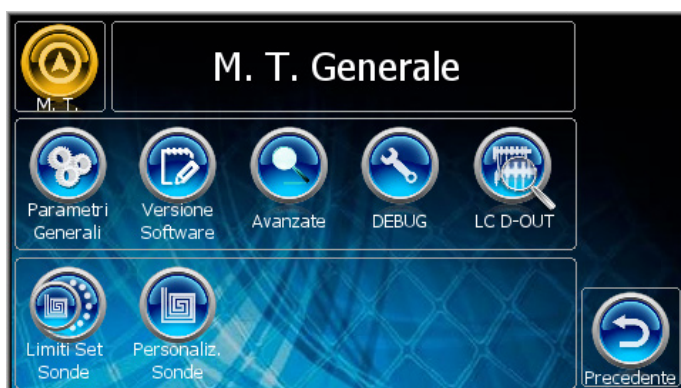 M. T. Generale
M. T.
Parametri
Generali
Versione
Software
Avanzate
DEBUG
LC D-OUT
Limiti Set
Sonde
Personaliz.
Sonde
Precedente